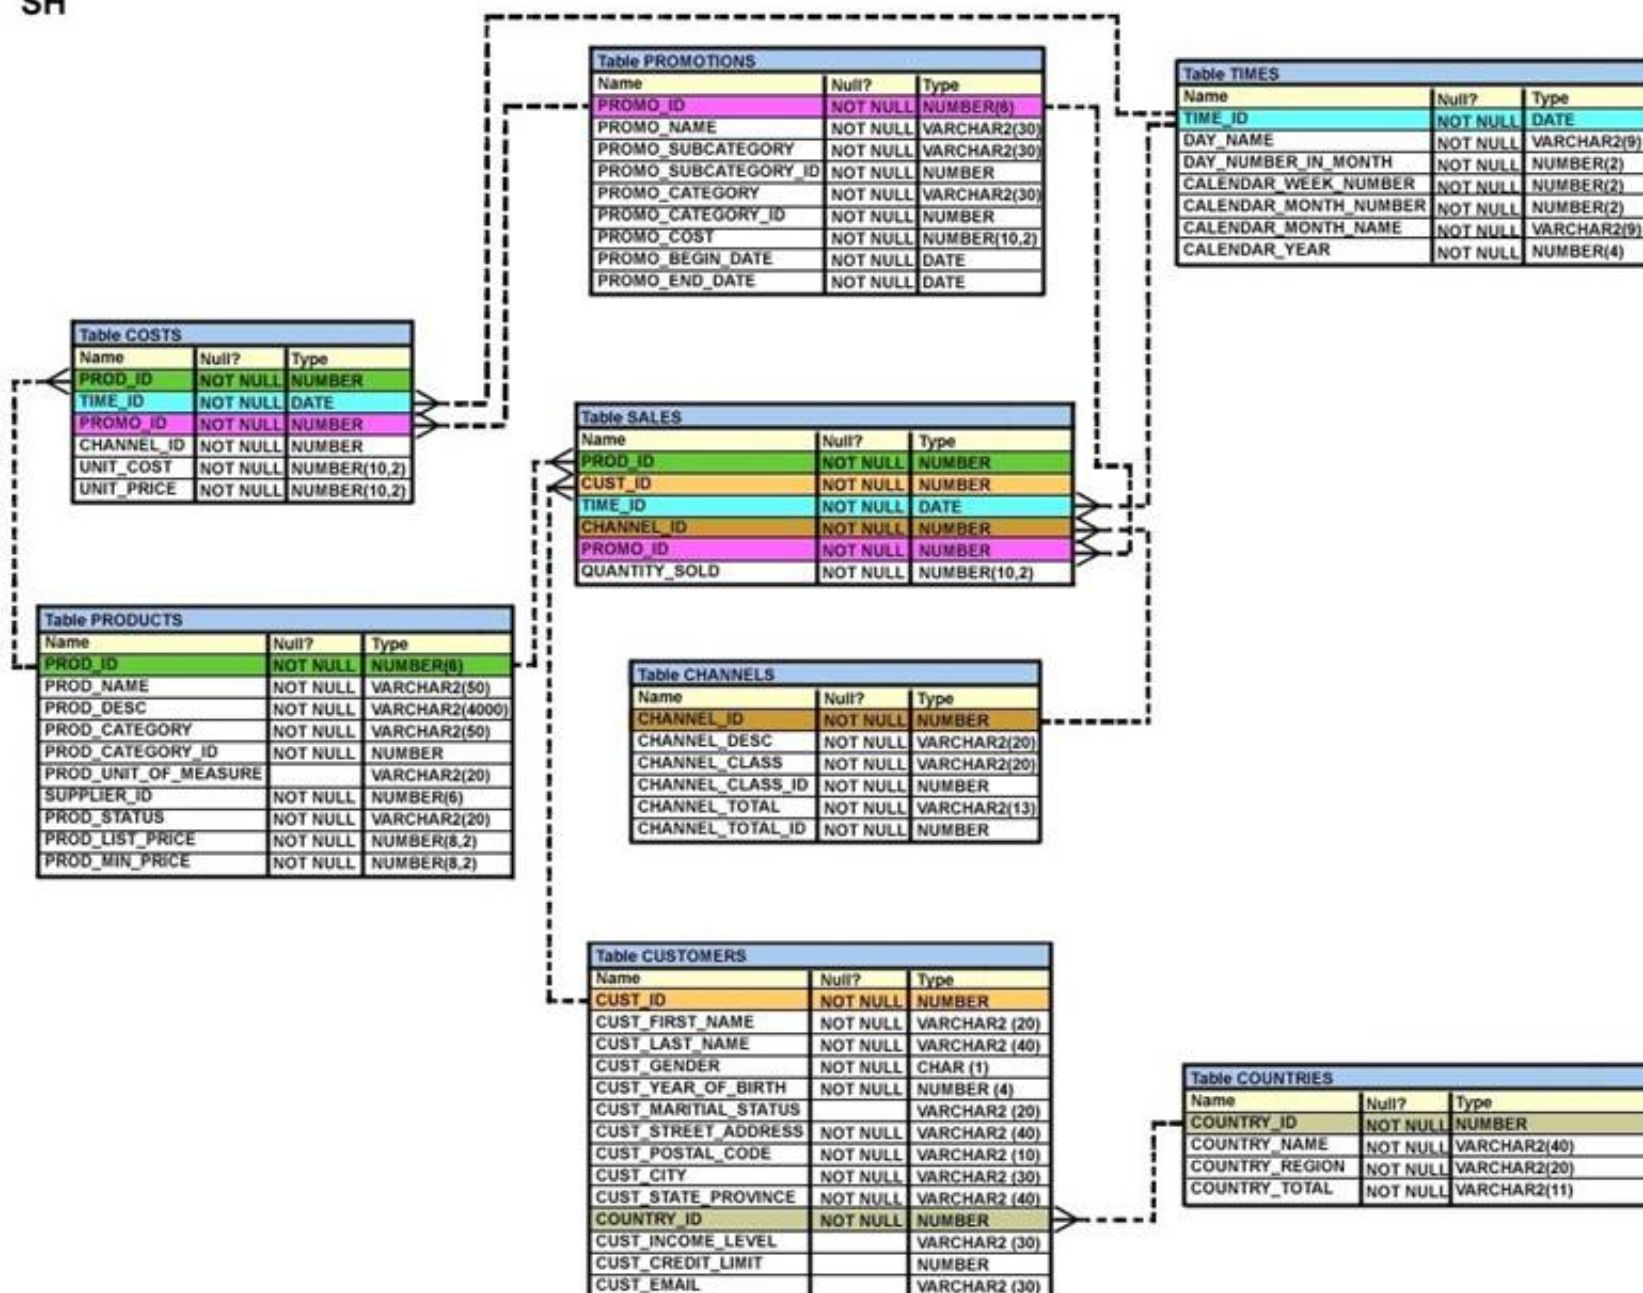 SH
Table PROMOTIONS
Name Null? Type
PROMO_ID NOT NULL NUMBER(6)
PROMO_NAME NOT NULL VARCHAR2(30)
PROMO_SUBCATEGORY NOT NULL VARCHAR2(30)
PROMO_SUBCATEGORY_ID NOT NULL NUMBER
PROMO_CATEGORY NOT NULL VARCHAR2(30)
PROMO_CATEGORY_ID NOT NULL NUMBER
PROMO_COST NOT NULL NUMBER(10,2)
PROMO_BEGIN_DATE NOT NULL DATE
PROMO_END_DATE NOT NULL DATE
Table TIMES
Name Null? Type
TIME_ID NOT NULL DATE
DAY_NAME NOT NULL VARCHAR2(9)
DAY_NUMBER_IN_MONTH NOT NULL NUMBER(2)
CALENDAR_WEEK_NUMBER NOT NULL NUMBER(2)
CALENDAR_MONTH_NUMBER NOT NULL NUMBER(2)
CALENDAR_MONTH_NAME NOT NULL VARCHAR2(9)
CALENDAR_YEAR NOT NULL NUMBER(4)
Table COSTS
Name Null? Type
PROD_ID NOT NULL NUMBER
TIME_ID NOT NULL DATE
PROMO_ID NOT NULL NUMBER
CHANNEL_ID NOT NULL NUMBER
UNIT_COST NOT NULL NUMBER(10,2)
UNIT_PRICE NOT NULL NUMBER(10,2)
Table SALES
Name Null? Type
PROD_ID NOT NULL NUMBER
CUST_ID NOT NULL NUMBER
TIME_ID NOT NULL DATE
CHANNEL_ID NOT NULL NUMBER
PROMO_ID NOT NULL NUMBER
QUANTITY_SOLD NOT NULL NUMBER(10,2)
Table PRODUCTS
Name Null? Type
PROD_ID NOT NULL NUMBER(6)
PROD_NAME NOT NULL VARCHAR2(50)
PROD_DESC NOT NULL VARCHAR2(4000)
PROD_CATEGORY NOT NULL VARCHAR2(50)
PROD_CATEGORY_ID NOT NULL NUMBER
PROD_UNIT_OF_MEASURE VARCHAR2(20)
SUPPLIER_ID NOT NULL NUMBER(6)
PROD_STATUS NOT NULL VARCHAR2(20)
PROD_LIST_PRICE NOT NULL NUMBER(8,2)
PROD_MIN_PRICE NOT NULL NUMBER(8,2)
Table CHANNELS
Name Null? Type
CHANNEL_ID NOT NULL NUMBER
CHANNEL_DESC NOT NULL VARCHAR2(20)
CHANNEL_CLASS NOT NULL VARCHAR2(20)
CHANNEL_CLASS_ID NOT NULL NUMBER
CHANNEL_TOTAL NOT NULL VARCHAR2(13)
CHANNEL_TOTAL_ID NOT NULL NUMBER
Table CUSTOMERS
Name Null? Type
CUST_ID NOT NULL NUMBER
CUST_FIRST_NAME NOT NULL VARCHAR2 (20)
CUST_LAST_NAME NOT NULL VARCHAR2 (40)
CUST_GENDER NOT NULL CHAR (1)
CUST_YEAR_OF_BIRTH NOT NULL NUMBER (4)
CUST_MARITIAL_STATUS VARCHAR2 (20)
CUST_STREET_ADDRESS NOT NULL VARCHAR2 (40)
CUST_POSTAL_CODE NOT NULL VARCHAR2 (10)
CUST_CITY NOT NULL VARCHAR2 (30)
CUST_STATE_PROVINCE NOT NULL VARCHAR2 (40)
COUNTRY_ID NOT NULL NUMBER
CUST_INCOME_LEVEL VARCHAR2 (30)
CUST_CREDIT_LIMIT NUMBER
CUST_EMAIL VARCHAR2 (30)
Table COUNTRIES
Name Null? Type
COUNTRY_ID NOT NULL NUMBER
COUNTRY_NAME NOT NULL VARCHAR2(40)
COUNTRY_REGION NOT NULL VARCHAR2(20)
COUNTRY_TOTAL NOT NULL VARCHAR2(11)